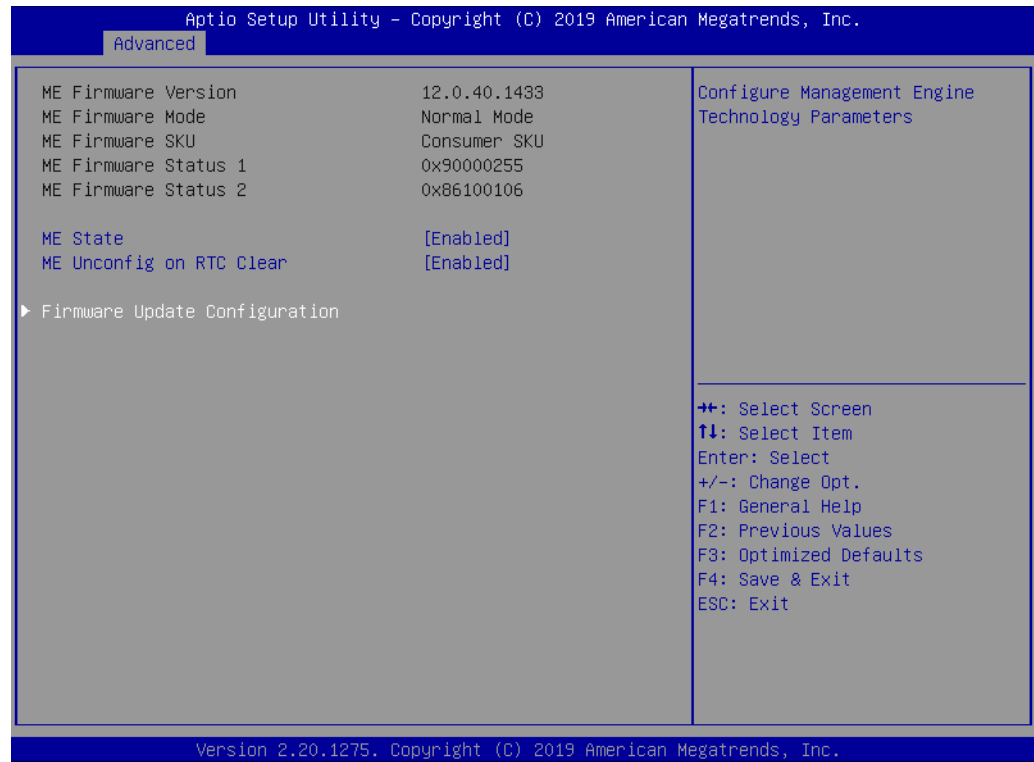 Aptio Setup Utility – Copyright (C) 2019 American Megatrends, Inc.
Advanced
ME Firmware Version 12.0.40.1433
ME Firmware Mode Normal Mode
ME Firmware SKU Consumer SKU
ME Firmware Status 1 0x90000255
ME Firmware Status 2 0x86100106
ME State [Enabled]
ME Unconfig on RTC Clear [Enabled]
▶ Firmware Update Configuration
Configure Management Engine
Technology Parameters
→←: Select Screen
↑↓: Select Item
Enter: Select
+/-: Change Opt.
F1: General Help
F2: Previous Values
F3: Optimized Defaults
F4: Save & Exit
ESC: Exit
Version 2.20.1275. Copyright (C) 2019 American Megatrends, Inc.